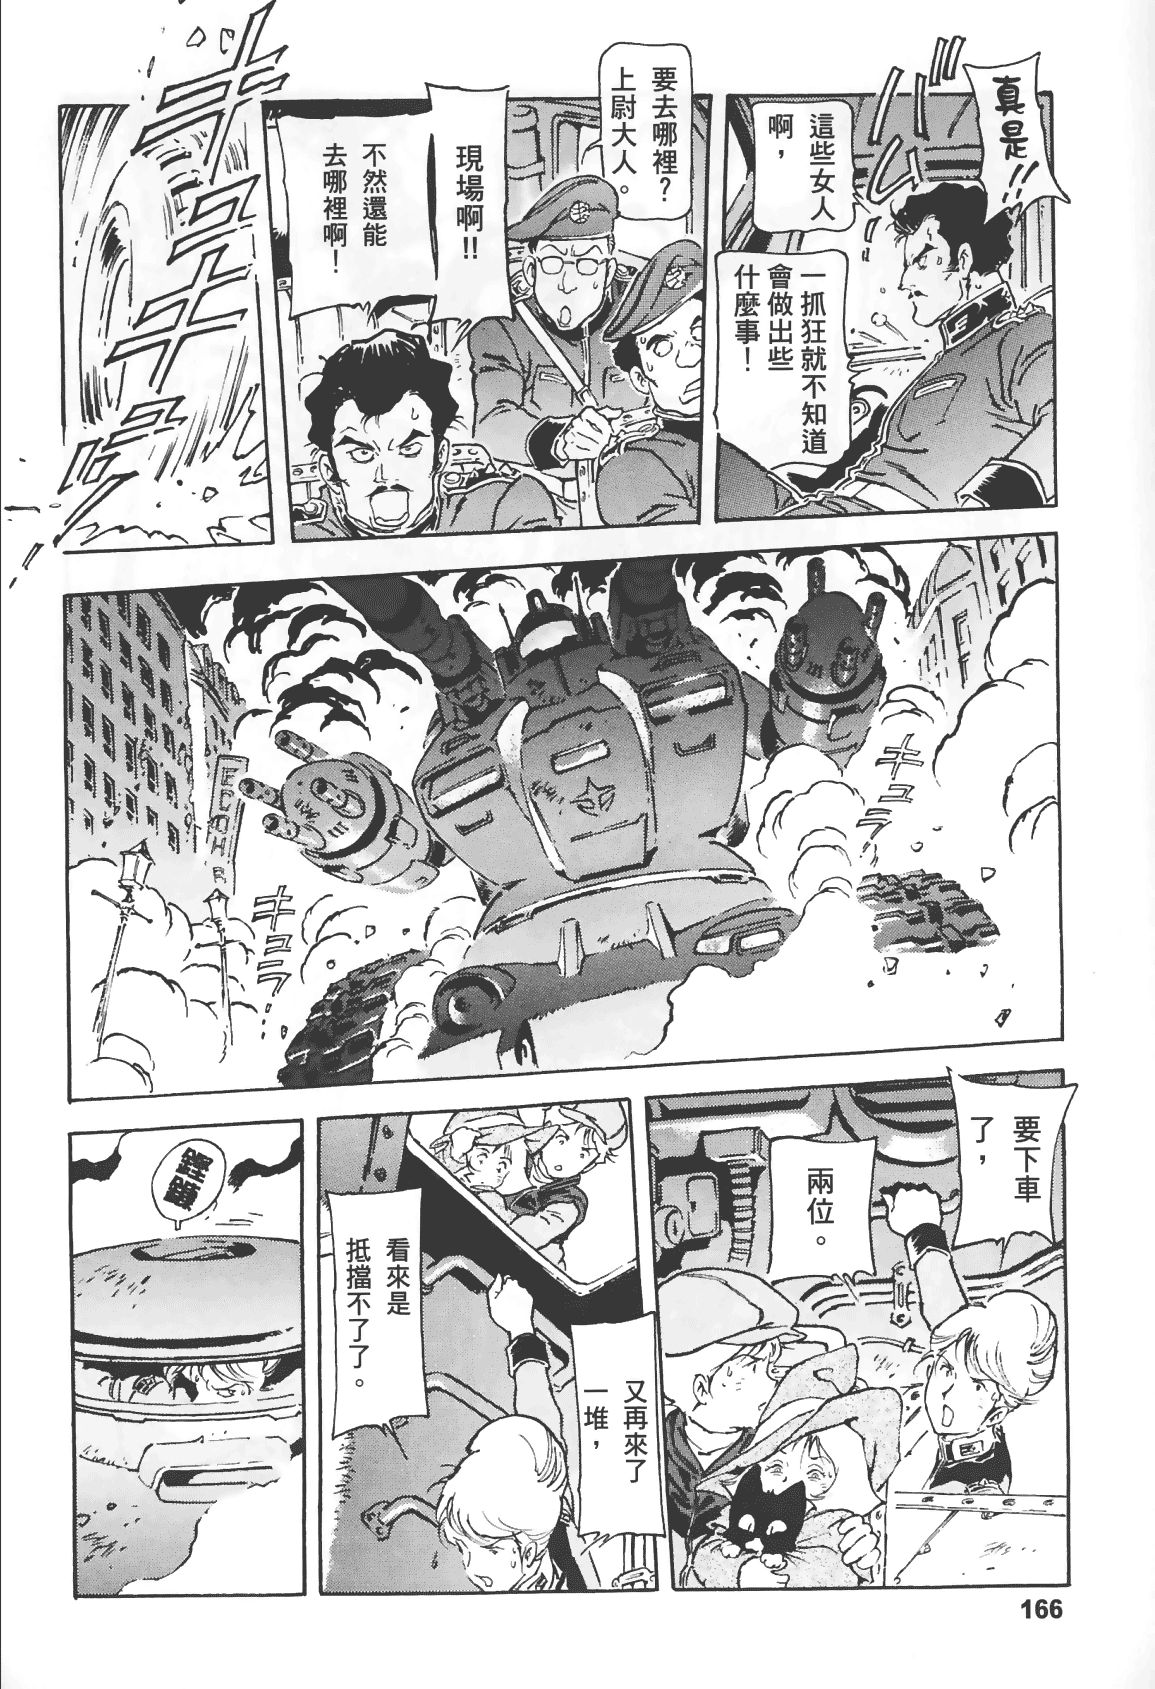 真是!!
這些女人
啊，
一抓狂就不知道
會做出些
什麼事！
要去哪裡？
上尉大人。
現場啊!!
不然還能
去哪裡啊！
キュラ
キュラ
要下車
了，
兩位。
又再來了
一堆，
看來是
抵擋不了了。
166